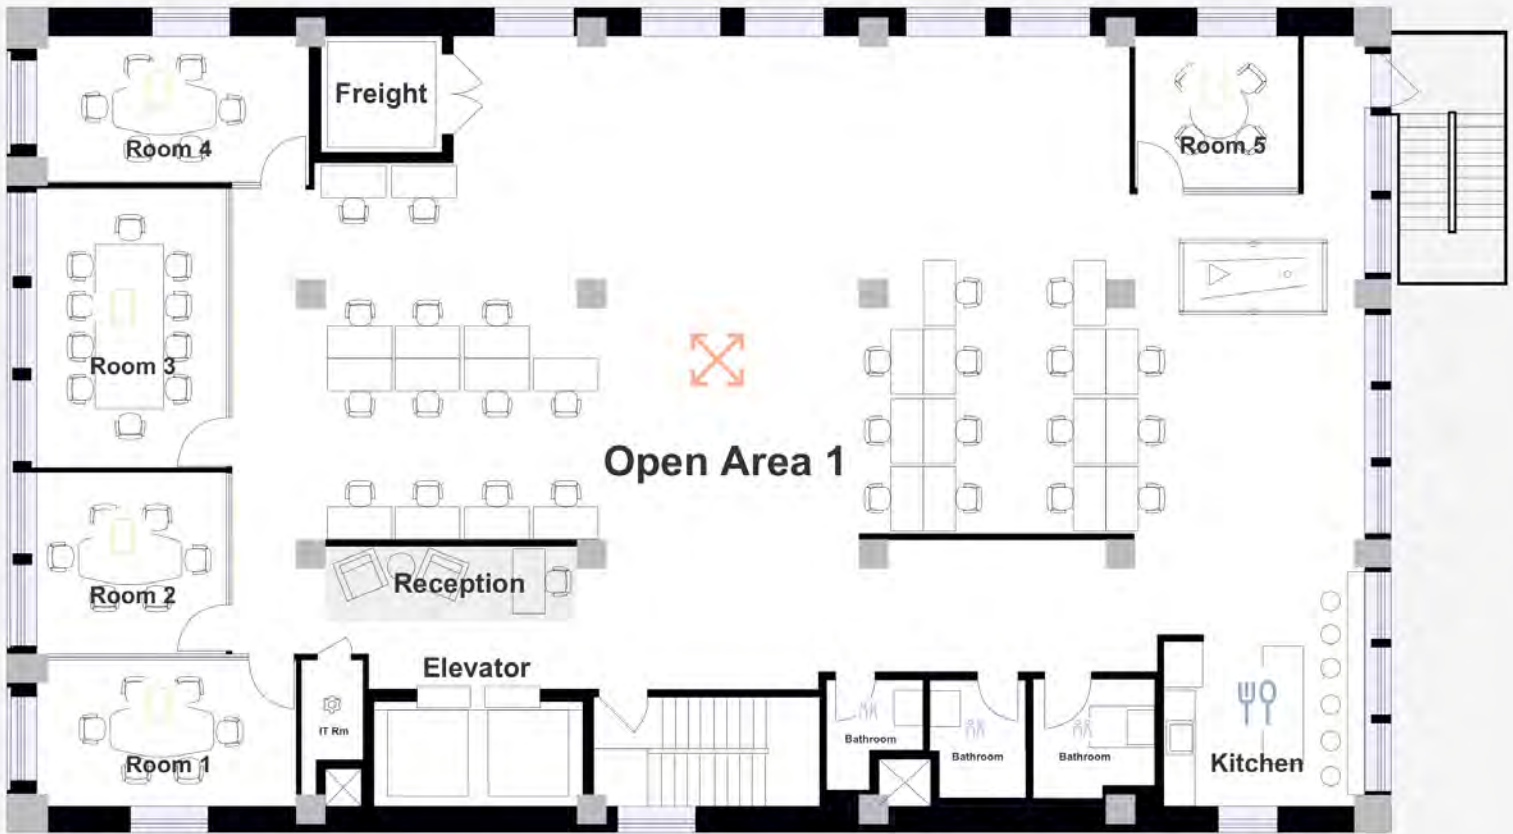 Freight
Room 4
Room 5
Room 3
Open Area 1
Reception
Room 2
Elevator
IT Rm
Bathroom
Bathroom
Bathroom
Room 1
Kitchen